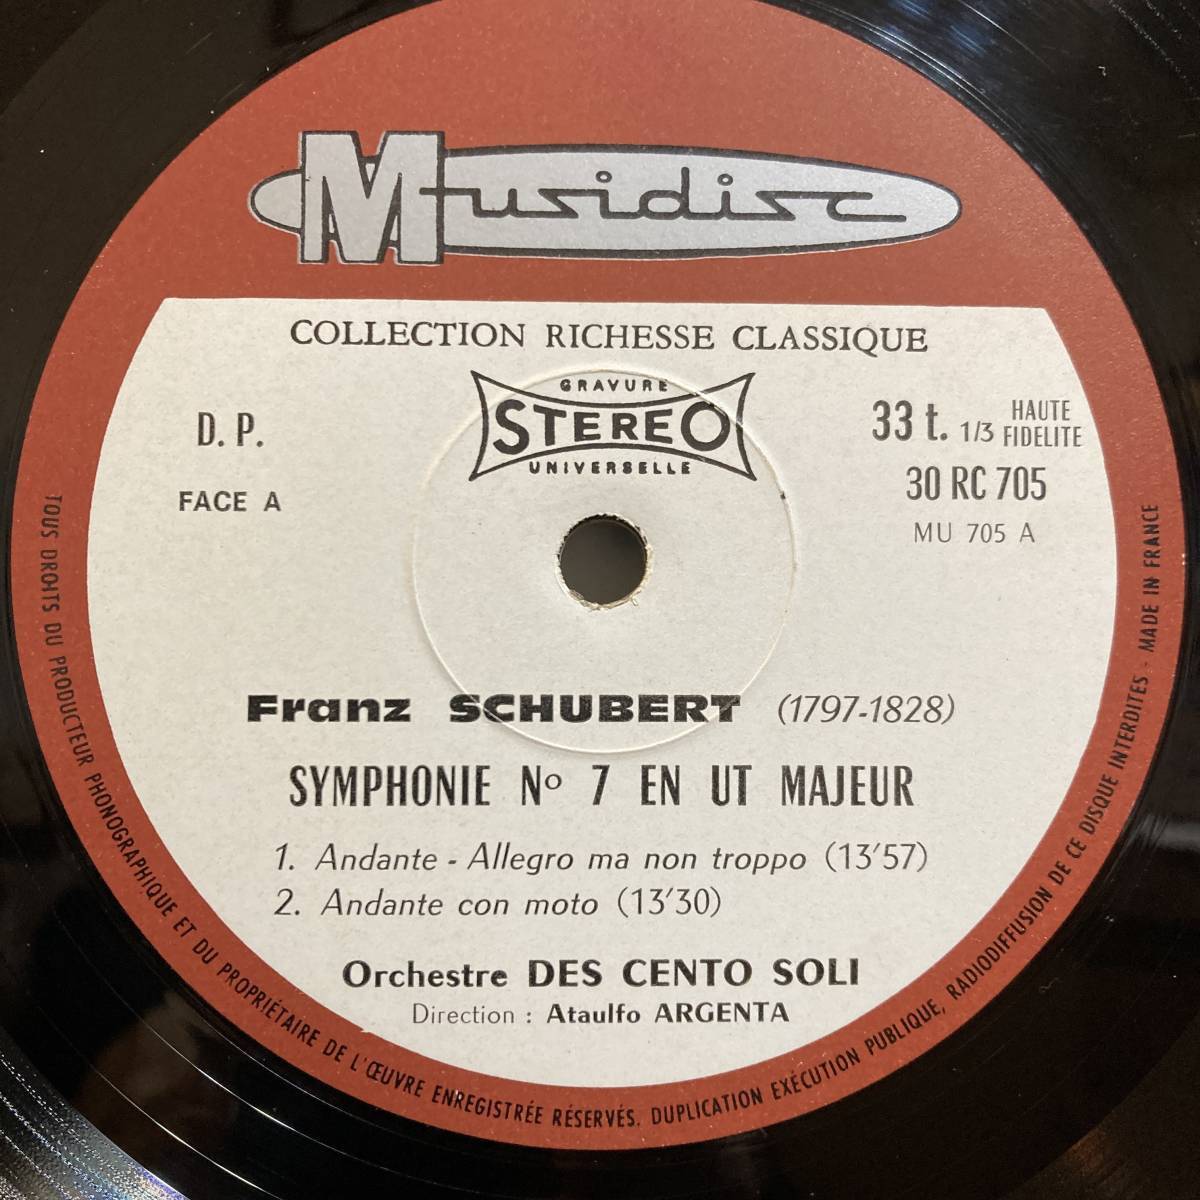 Musidisc
COLLECTION RICHESSE CLASSIQUE
GRAVURE
STEREO
UNIVERSELLE
D. P.
FACE A
33 t. 1/3 HAUTE FIDELITE
30 RC 705
MU 705 A
Franz SCHUBERT (1797-1828)
SYMPHONIE No 7 EN UT MAJEUR
1. Andante - Allegro ma non troppo (13'57)
2. Andante con moto (13'30)
Orchestre DES CENTO SOLI
Direction : Ataulfo ARGENTA
TOUS DROITS DU PRODUCTEUR PHONOGRAPHIQUE ET DU PROPRIÉTAIRE DE L'ŒUVRE ENREGISTRÉE RÉSERVÉS. DUPLICATION EXÉCUTION PUBLIQUE, RADIODIFFUSION DE CE DISQUE INTERDITES - MADE IN FRANCE